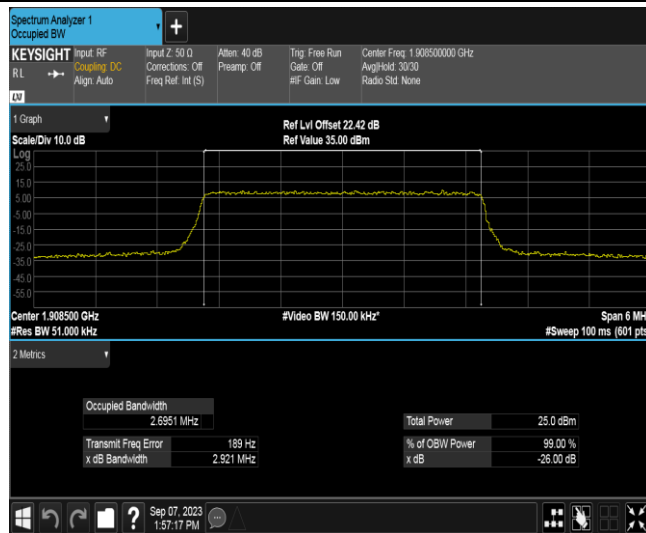 Spectrum Analyzer 1
Occupied BW
+
KEYSIGHT
RL
LXI
Input: RF
Coupling: DC
Align: Auto
Input Z: 50 Ω
Corrections: Off
Freq Ref: Int (S)
Atten: 40 dB
Preamp: Off
Trig: Free Run
Gate: Off
#IF Gain: Low
Center Freq: 1.908500000 GHz
Avg|Hold: 30/30
Radio Std: None
1 Graph
Scale/Div 10.0 dB
Ref Lvl Offset 22.42 dB
Ref Value 35.00 dBm
Log
25.0
15.0
5.00
-5.00
-15.0
-25.0
-35.0
-45.0
-55.0
Center 1.908500 GHz
#Res BW 51.000 kHz
#Video BW 150.00 kHz*
Span 6 MH
#Sweep 100 ms (601 pts
2 Metrics
Occupied Bandwidth
2.6951 MHz
Transmit Freq Error 189 Hz
x dB Bandwidth 2.921 MHz
Total Power 25.0 dBm
% of OBW Power 99.00 %
x dB -26.00 dB
?
Sep 07, 2023
1:57:17 PM